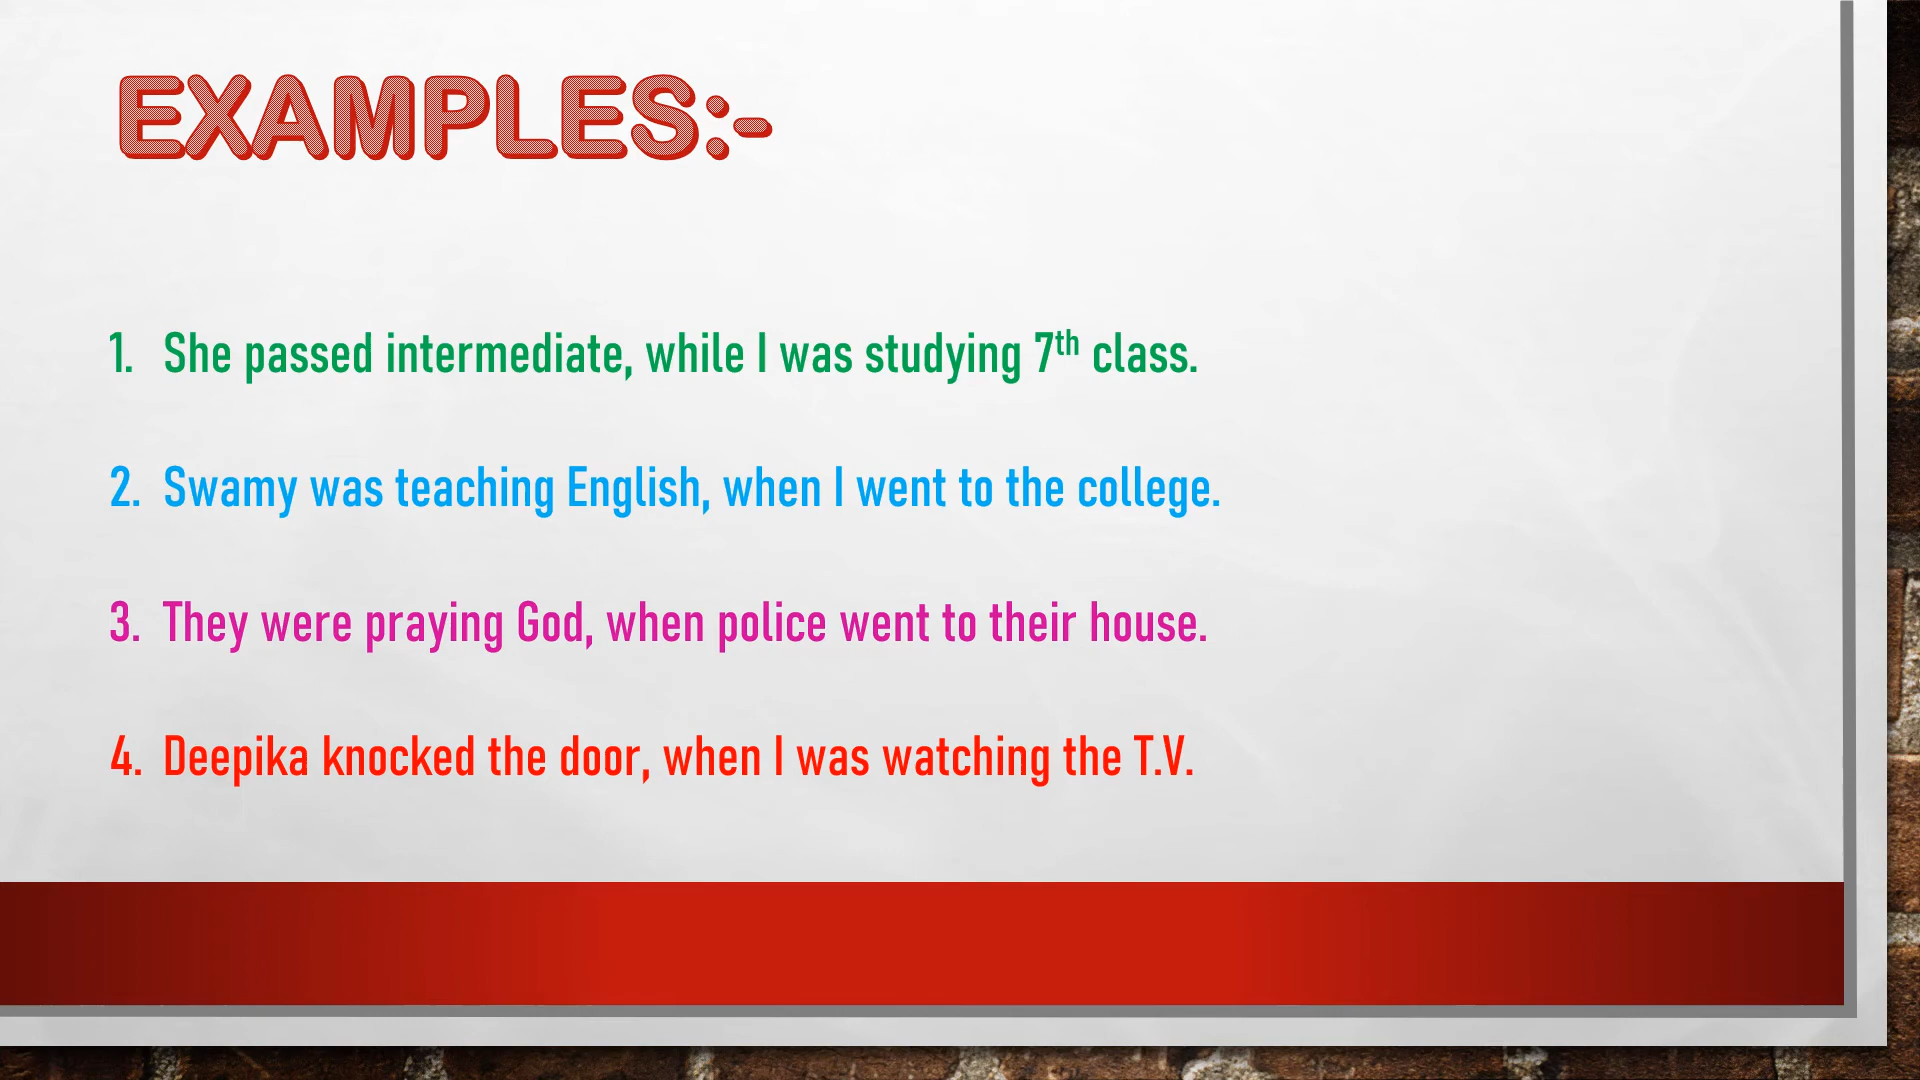 EXAMPLES:-
1. She passed intermediate, while I was studying 7th class.
2. Swamy was teaching English, when I went to the college.
3. They were praying God, when police went to their house.
4. Deepika knocked the door, when I was watching the T.V.